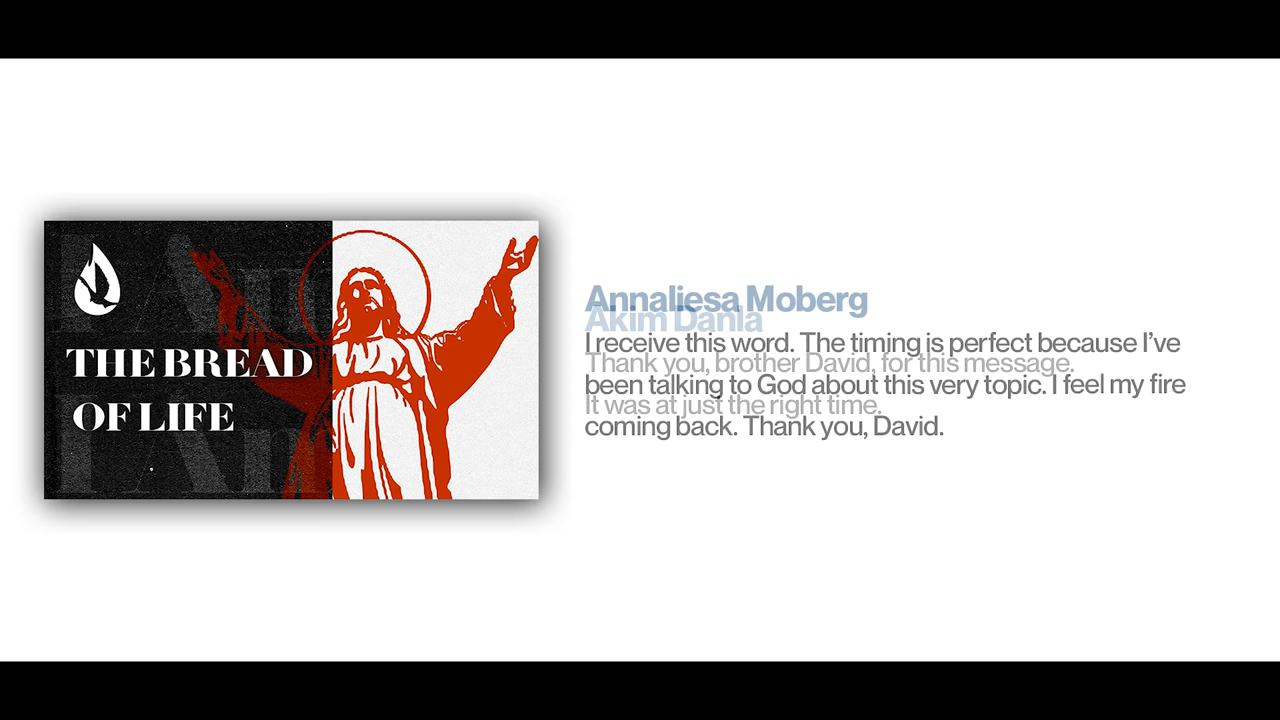 I Am
THE BREAD
OF LIFE
I Am
Annaliesa Moberg
I receive this word. The timing is perfect because I’ve
been talking to God about this very topic. I feel my fire
coming back. Thank you, David.
Akim Danla
Thank you, brother David, for this message.
It was at just the right time.